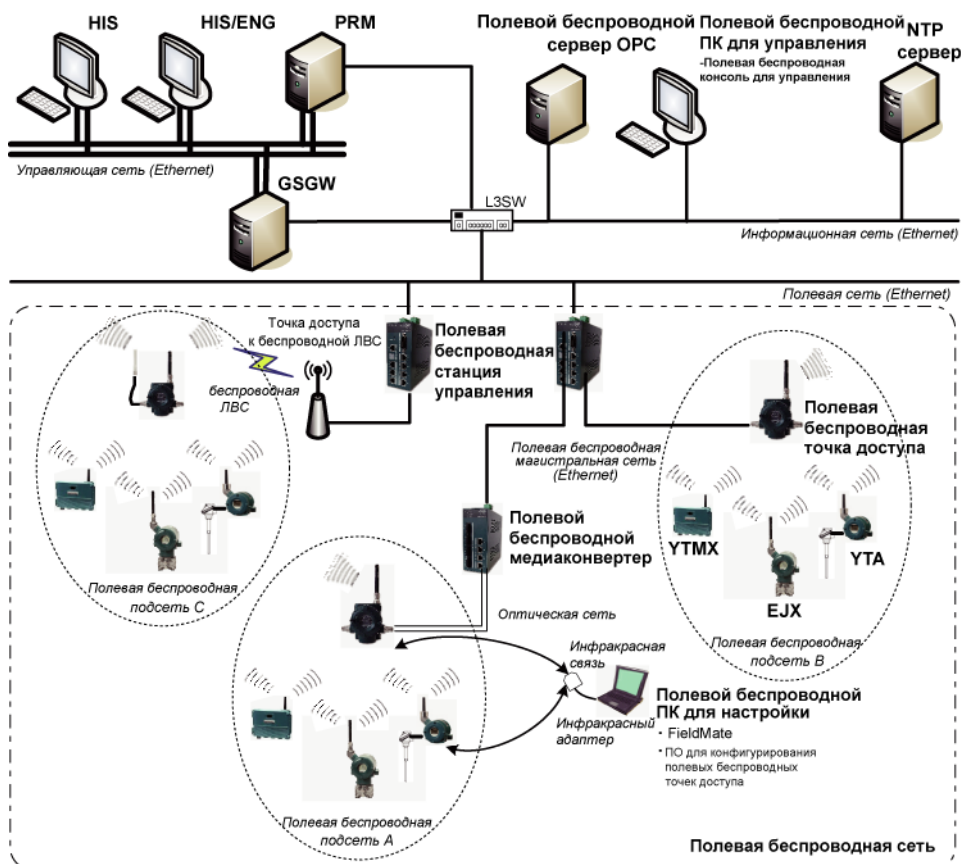 HIS
HIS/ENG
PRM
Полевой беспроводной
сервер OPC
Полевой беспроводной
ПК для управления
-Полевая беспроводная
консоль для управления
NTP
сервер
Управляющая сеть (Ethernet)
GSGW
L3SW
Информационная сеть (Ethernet)
Полевая сеть (Ethernet)
Точка доступа
к беспроводной ЛВС
беспроводная
ЛВС
Полевая
беспроводная
станция
управления
Полевая
беспроводная
точка доступа
Полевая беспроводная
магистральная сеть
(Ethernet)
Полевой
беспроводной
медиаконвертер
YTMX
YTA
EJX
Полевая беспроводная
подсеть C
Полевая беспроводная
подсеть B
Оптическая сеть
Инфракрасная
связь
Инфракрасный
адаптер
Полевой беспроводной
ПК для настройки
· FieldMate
· ПО для конфигурирования
полевых беспроводных
точек доступа
Полевая беспроводная
подсеть A
Полевая беспроводная сеть